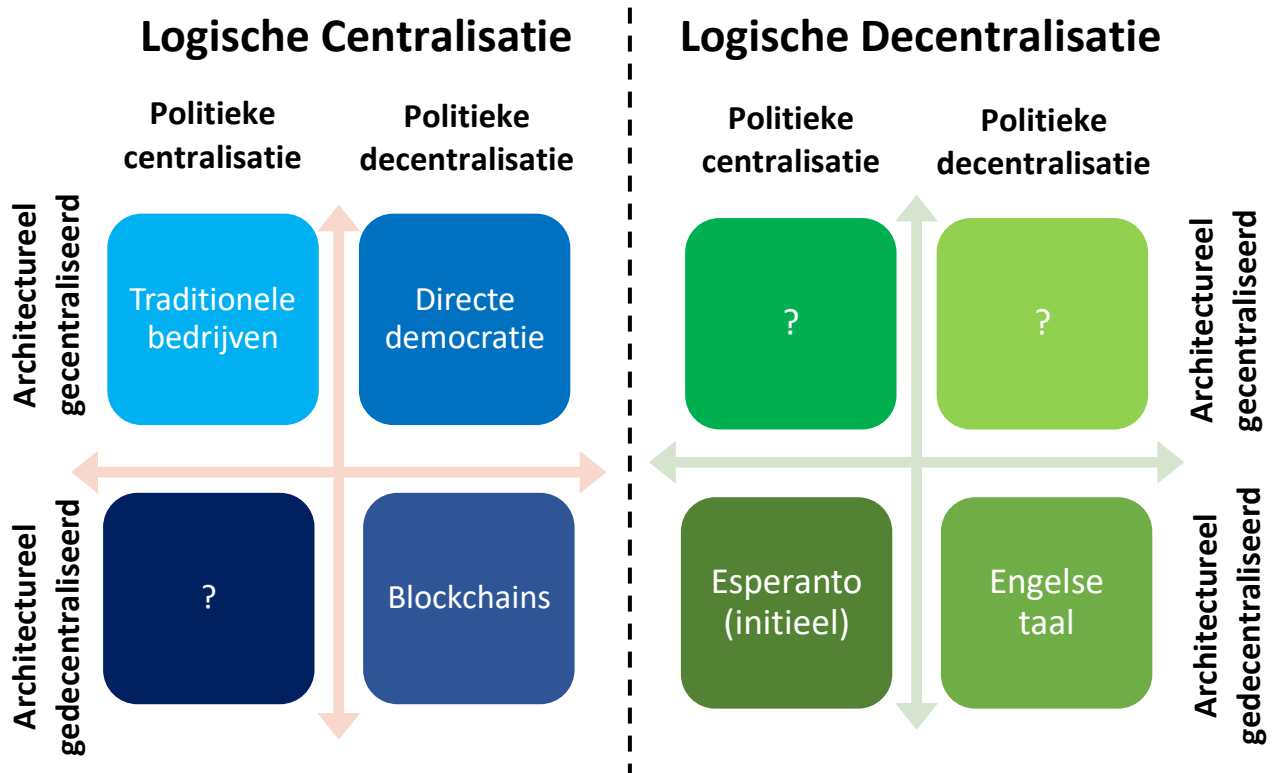 Logische Centralisatie
Logische Decentralisatie
Politieke
centralisatie
Politieke
decentralisatie
Politieke
centralisatie
Politieke
decentralisatie
Architectureel
gecentraliseerd
Traditionele
bedrijven
Directe
democratie
?
?
Architectureel
gecentraliseerd
Architectureel
gedecentraliseerd
?
Blockchains
Esperanto
(initieel)
Engelse
taal
Architectureel
gedecentraliseerd